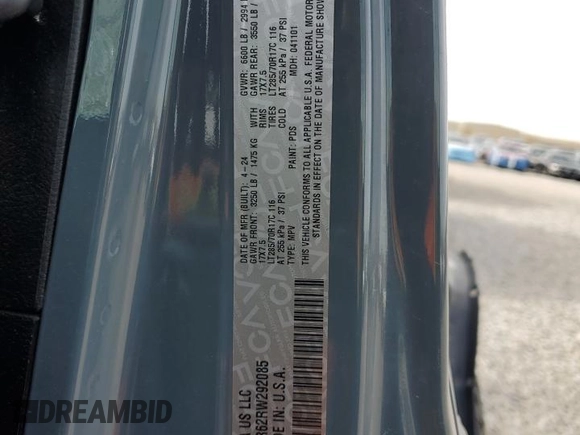 DATE OF MFR (BUILT): 4-24
GVWR: 6600 LB / 2994
GAWR FRONT: 3250 LB / 1475 KG
GAWR REAR: 3550 LB /
17X7.5
WITH RIMS
17X7.5
LT285/70R17C 116
TIRES
LT285/70R17C 116
AT 255 kPa / 37 PSI
COLD
AT 255 kPa / 37 PSI
TYPE: MPV
PAINT: PDS
MDH: 041101
THIS VEHICLE CONFORMS TO ALL APPLICABLE U.S.A. FEDERAL MOTOR
STANDARDS IN EFFECT ON THE DATE OF MANUFACTURE SHOW
A US LLC
R62RW292085
DE IN U.S.A.
DREAMBID